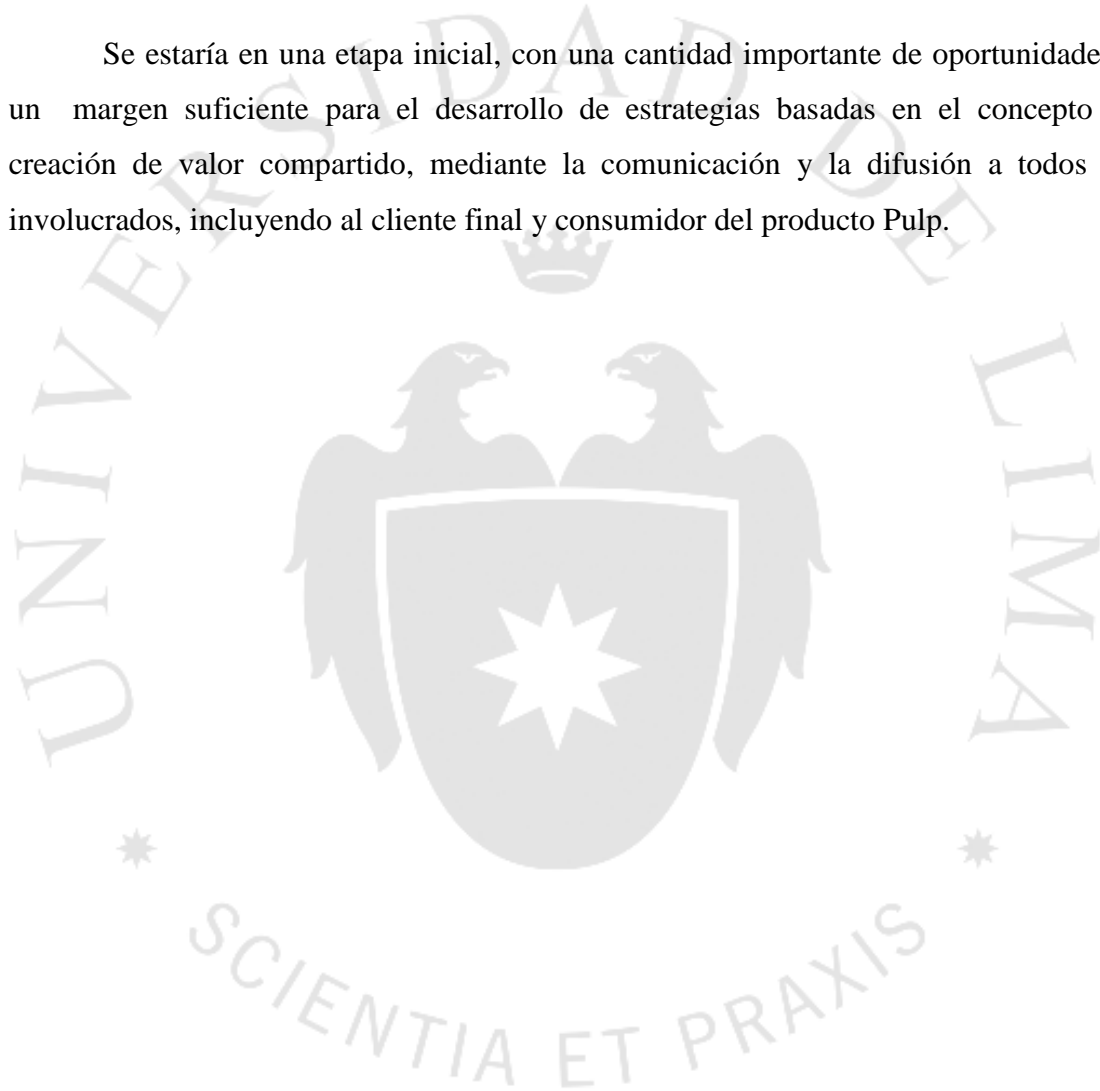 Se estaría en una etapa inicial, con una cantidad importante de oportunidade
un margen suficiente para el desarrollo de estrategias basadas en el concepto
creación de valor compartido, mediante la comunicación y la difusión a todos
involucrados, incluyendo al cliente final y consumidor del producto Pulp.
UNIVERSIDAD DE LIMA
SCIENTIA ET PRAXIS